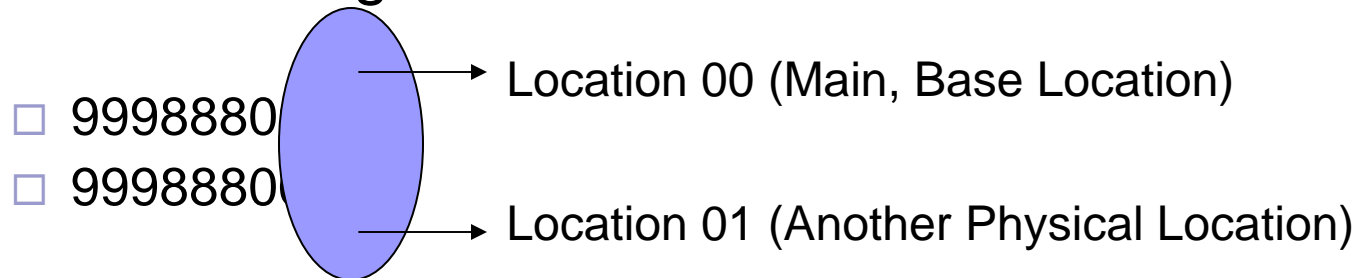 Location 00 (Main, Base Location)
9998880
9998880
Location 01 (Another Physical Location)